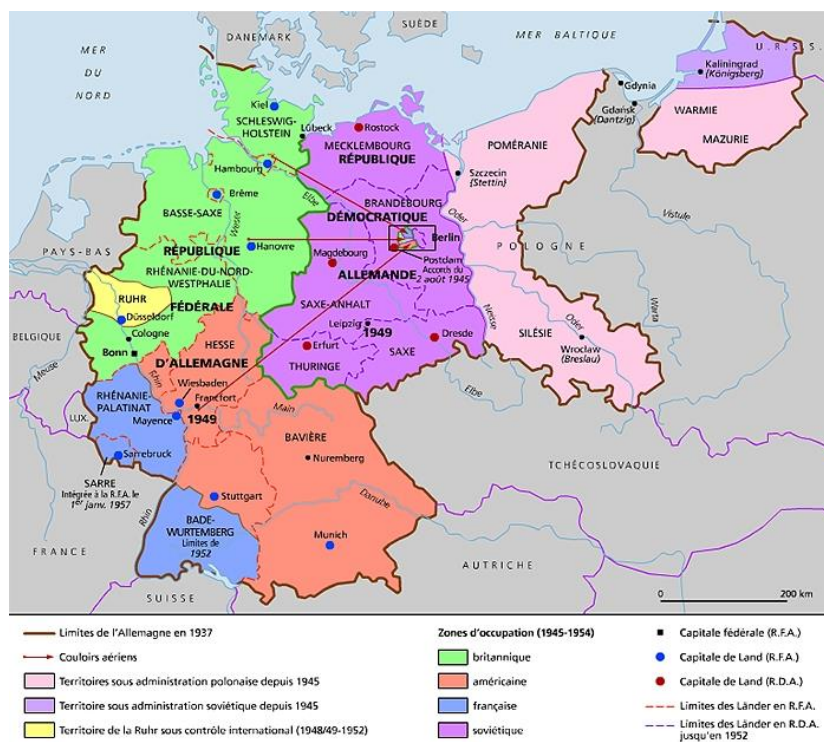 SUÈDE
DANEMARK
MER
DU
NORD
MER BALTIQUE
U.R.S.S.
Kaliningrad
(Königsberg)
Gdynia
Gdańsk
(Dantzig)
WARMIE
MAZURIE
Kiel
SCHLESWIG-
HOLSTEIN
Lübeck
Rostock
MECKLEMBOURG
RÉPUBLIQUE
POMÉRANIE
Szczecin
(Stettin)
Hambourg
Elbe
Brême
BASSE-SAXE
Weser
BRANDEBOURG
DÉMOCRATIQUE
Oder
Berlin
Vistule
PAYS-BAS
RÉPUBLIQUE
Hanovre
Magdebourg
Postdam
Accords du
2 août 1945
POLOGNE
ALLEMANDE
RHÉNANIE-DU-NORD-
WESTPHALIE
RUHR
FÉDÉRALE
Düsseldorf
SAXE-ANHALT
Neisse
Warta
BELGIQUE
Cologne
HESSE
Leipzig
1949
SILÉSIE
Oder
Bonn
D'ALLEMAGNE
Erfurt
Dresde
SAXE
Wrocław
(Breslau)
Meuse
Rhin
THURINGE
RHÉNANIE-
PALATINAT
Wiesbaden
Francfort
Elbe
LUX.
Mayence
1949
Main
BAVIÈRE
Sarrebruck
Nuremberg
TCHÉCOSLOVAQUIE
SARRE
Intégrée à la R.F.A. le
1er janv. 1957
Stuttgart
Danube
Rhin
BADE-
WURTEMBERG
Limites de
1952
Munich
FRANCE
AUTRICHE
SUISSE
0 200 km
Limites de l'Allemagne en 1937
Couloirs aériens
Territoires sous administration polonaise depuis 1945
Territoires sous administration soviétique depuis 1945
Territoire de la Ruhr sous contrôle international (1948/49-1952)
Zones d'occupation (1945-1954)
britannique
américaine
française
soviétique
Capitale fédérale (R.F.A.)
Capitale de Land (R.F.A.)
Capitale de Land (R.D.A.)
Limites des Länder en R.F.A.
Limites des Länder en R.D.A.
jusqu'en 1952